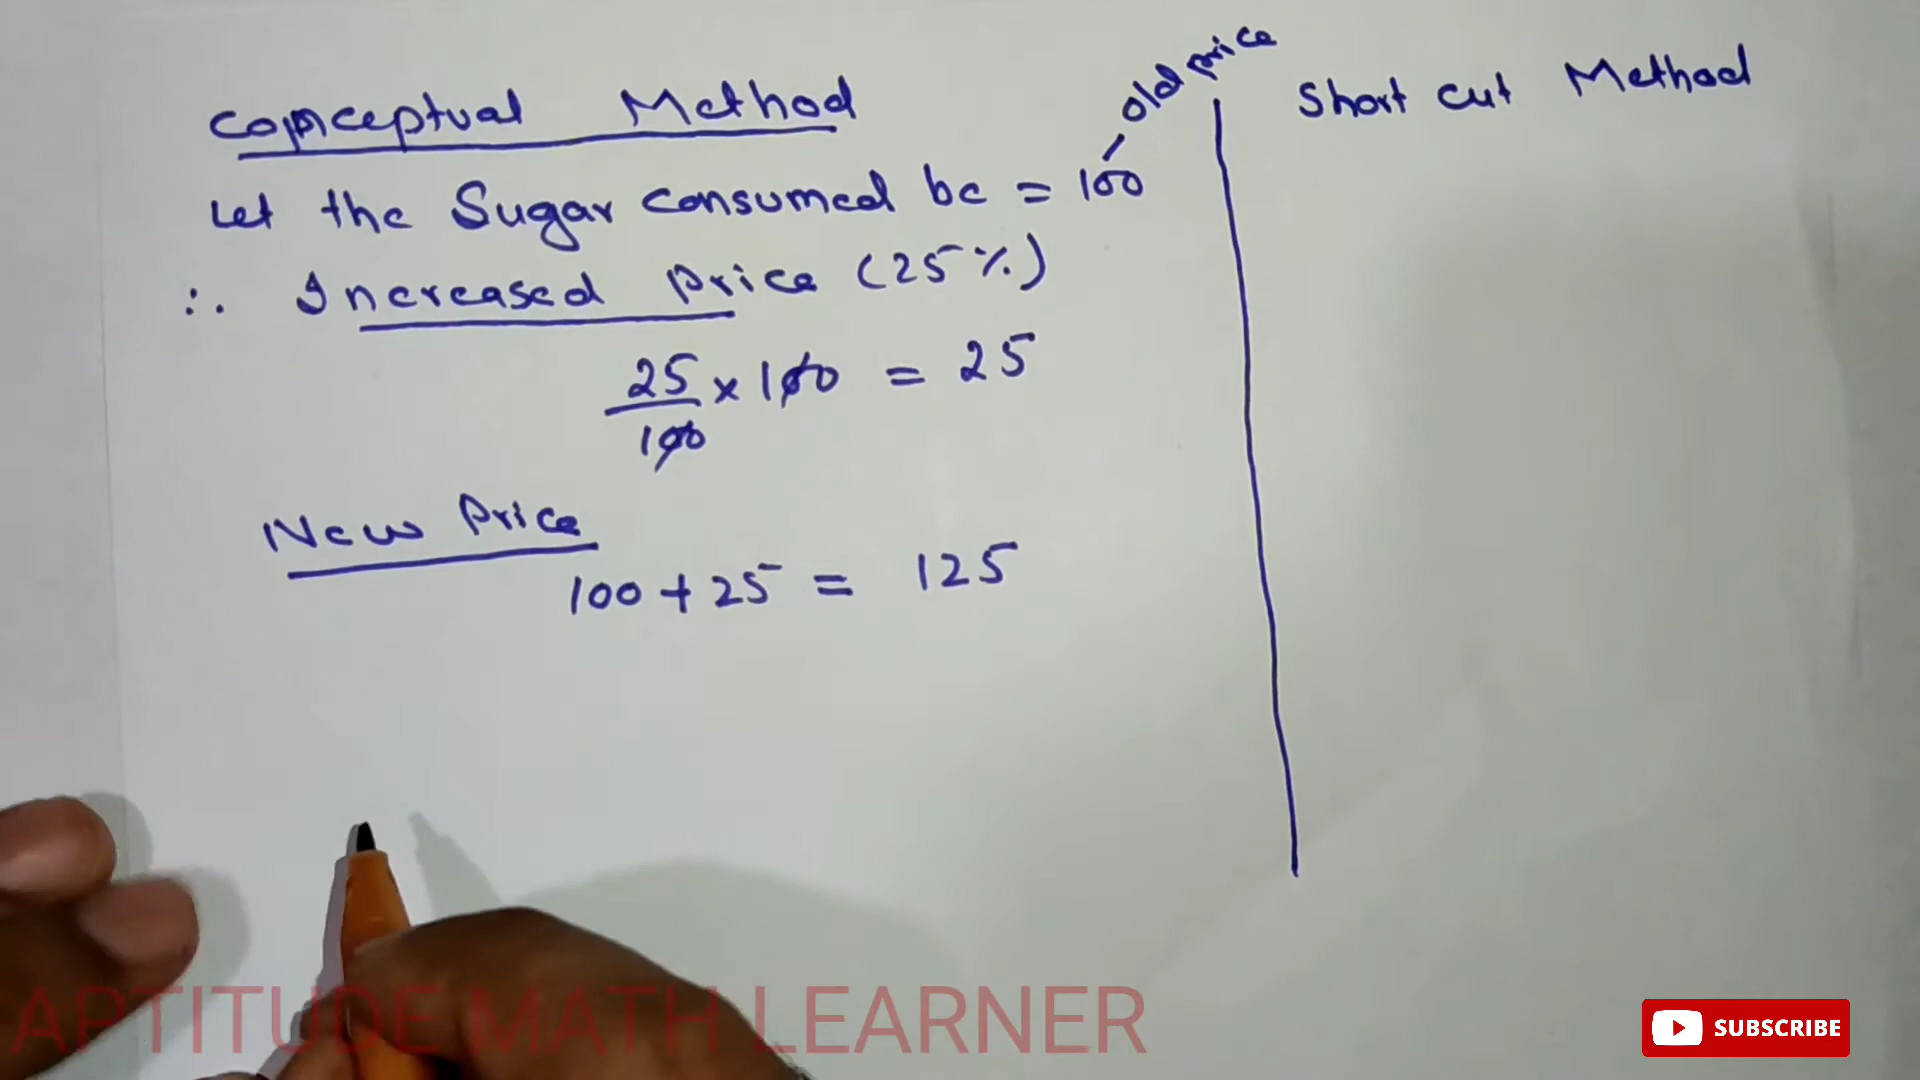 Conceptual Method
Let the Sugar consumed be = 100
old price
∴ Increased Price (25%)
25/100 × 100 = 25
New Price
100 + 25 = 125
Short cut Method
APTITUDE MATH LEARNER
SUBSCRIBE